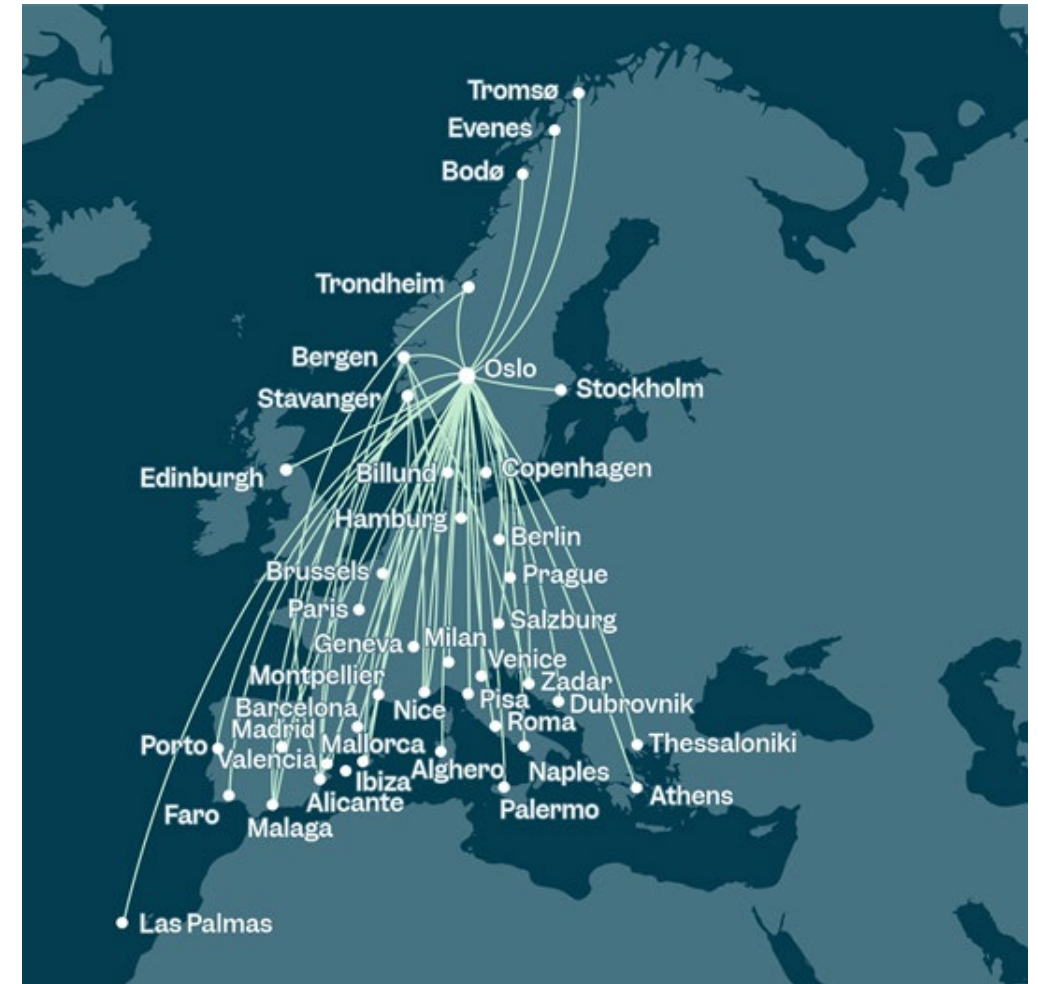 Tromsø
Evenes
Bodø
Trondheim
Bergen
Oslo
Stavanger
Stockholm
Edinburgh
Billund
Copenhagen
Hamburg
Berlin
Brussels
Prague
Paris
Salzburg
Geneva
Milan
Venice
Montpellier
Zadar
Nice
Pisa
Dubrovnik
Barcelona
Roma
Madrid
Porto
Mallorca
Thessaloniki
Valencia
Alghero
Naples
Ibiza
Alicante
Athens
Faro
Palermo
Malaga
Las Palmas